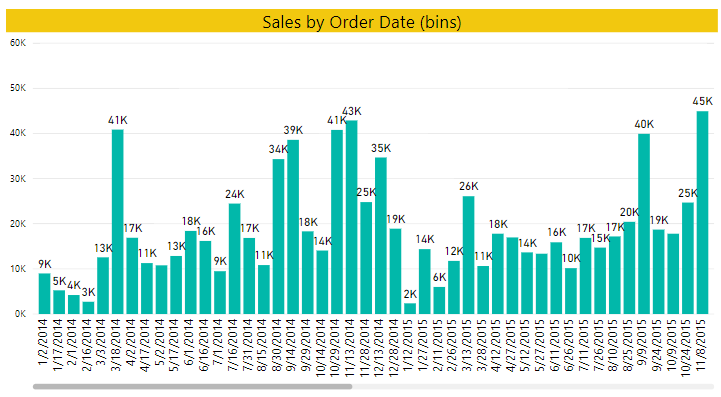 Sales by Order Date (bins)
60K
50K
40K
30K
20K
10K
0K
9K 5K 4K 3K 13K 41K 17K 11K 13K 18K 16K 9K 24K 17K 11K 34K 39K 18K 14K 41K 43K 25K 35K 19K 2K 14K 6K 12K 26K 11K 18K 14K 16K 10K 17K 15K 17K 20K 40K 19K 25K 45K
1/2/2014 1/17/2014 2/1/2014 2/16/2014 3/3/2014 3/18/2014 4/2/2014 4/17/2014 5/2/2014 5/17/2014 6/1/2014 6/16/2014 7/1/2014 7/16/2014 7/31/2014 8/15/2014 8/30/2014 9/14/2014 9/29/2014 10/14/2014 10/29/2014 11/13/2014 11/28/2014 12/13/2014 12/28/2014 1/12/2015 1/27/2015 2/11/2015 2/26/2015 3/13/2015 3/28/2015 4/12/2015 4/27/2015 5/12/2015 5/27/2015 6/11/2015 6/26/2015 7/11/2015 7/26/2015 8/10/2015 8/25/2015 9/9/2015 9/24/2015 10/9/2015 10/24/2015 11/8/2015